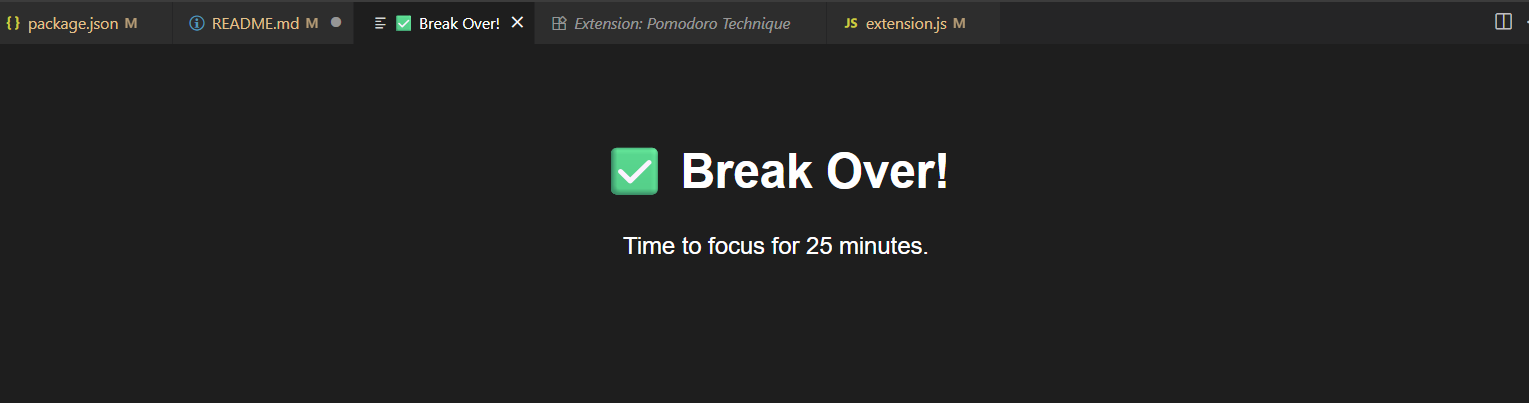 package.json M README.md M ✅ Break Over! Extension: Pomodoro Technique JS extension.js M
✅ Break Over!
Time to focus for 25 minutes.